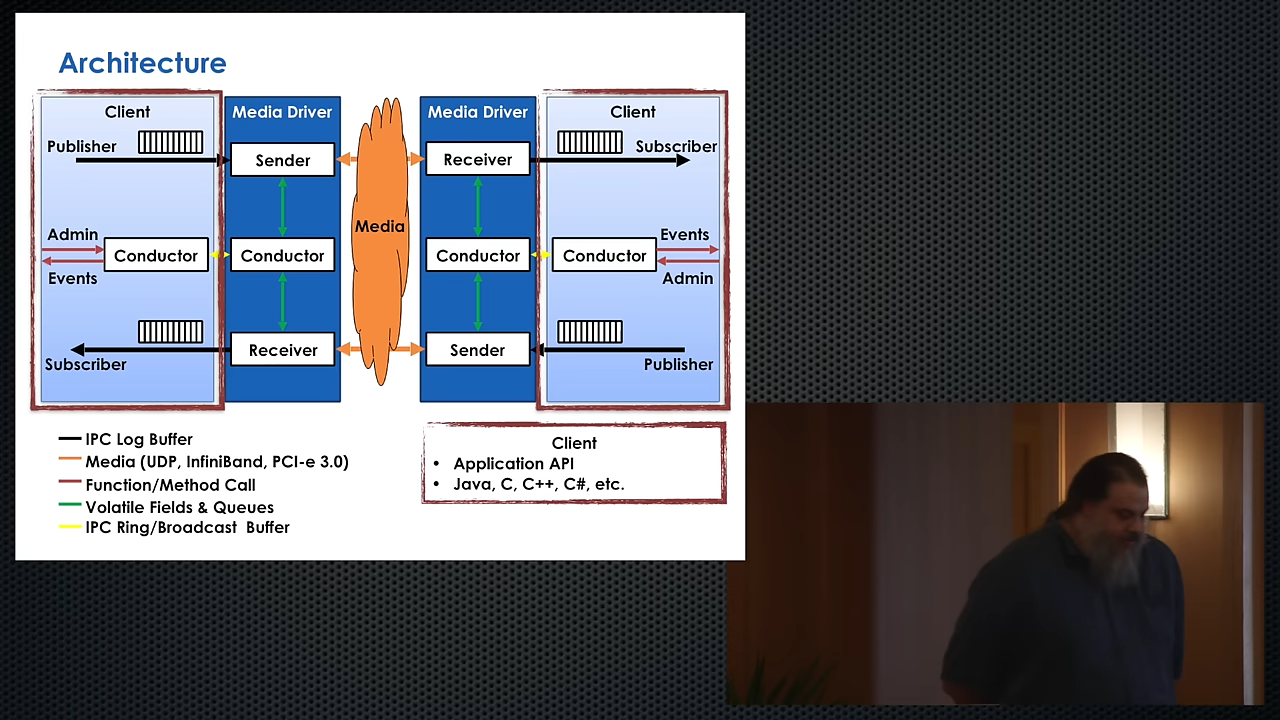 Architecture
Client
Media Driver
Media Driver
Client
Publisher
Sender
Receiver
Subscriber
Media
Admin
Conductor
Conductor
Conductor
Conductor
Events
Events
Admin
Subscriber
Receiver
Sender
Publisher
IPC Log Buffer
Media (UDP, InfiniBand, PCI-e 3.0)
Function/Method Call
Volatile Fields & Queues
IPC Ring/Broadcast Buffer
Client
• Application API
• Java, C, C++, C#, etc.